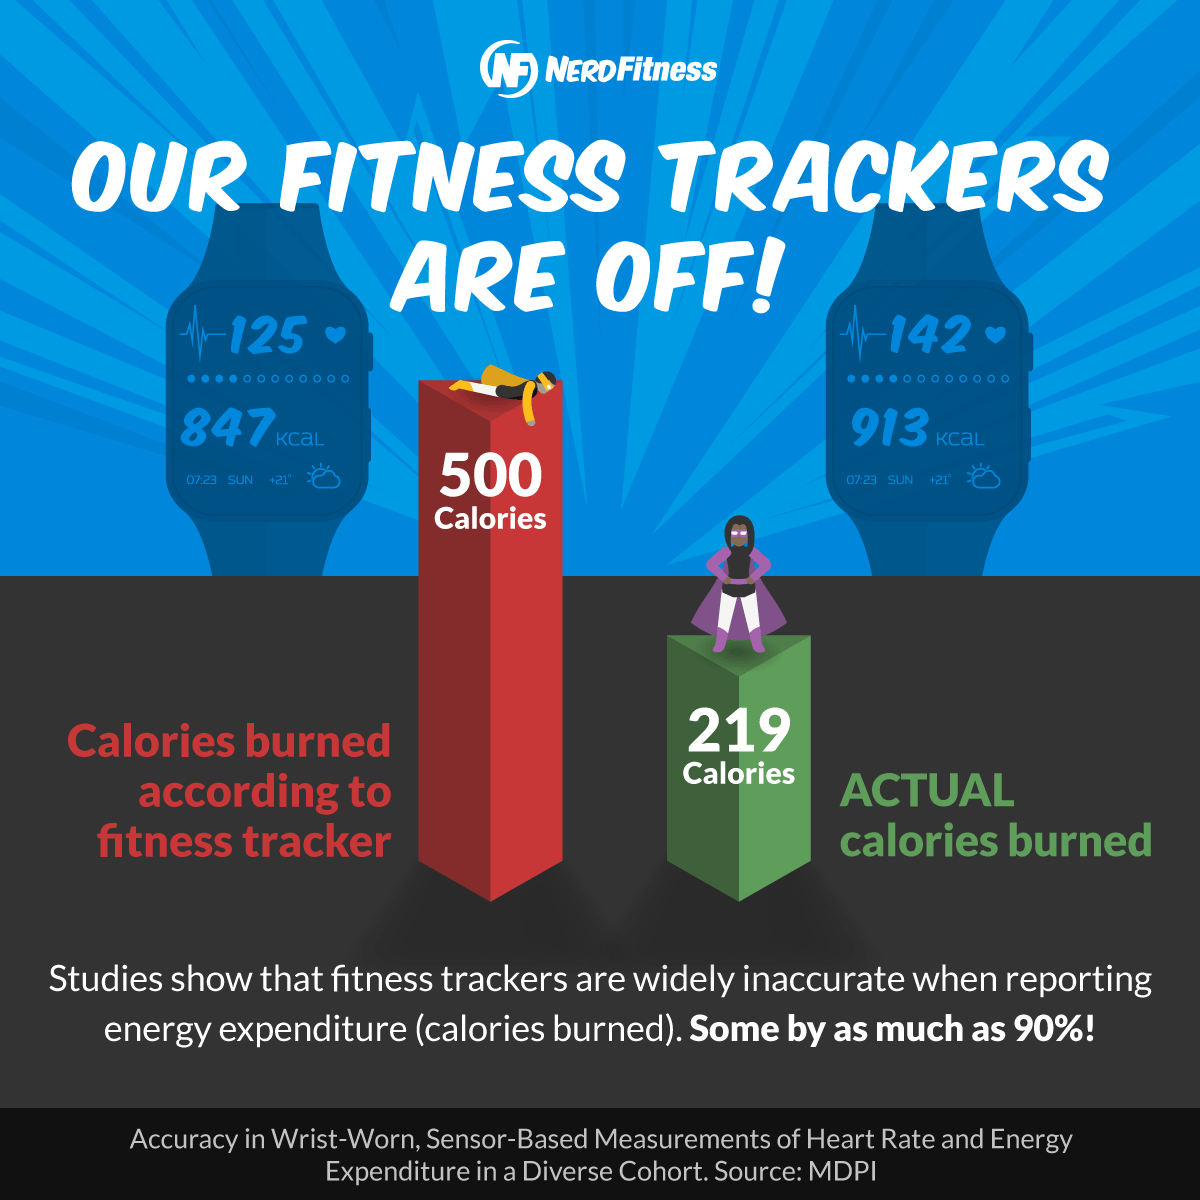 NF NERDFITNESS
OUR FITNESS TRACKERS
ARE OFF!
125
847 KCAL
07:23 SUN +21°
142
913 KCAL
07:23 SUN +21°
500
Calories
219
Calories
Calories burned
according to
fitness tracker
ACTUAL
calories burned
Studies show that fitness trackers are widely inaccurate when reporting
energy expenditure (calories burned). Some by as much as 90%!
Accuracy in Wrist-Worn, Sensor-Based Measurements of Heart Rate and Energy
Expenditure in a Diverse Cohort. Source: MDPI